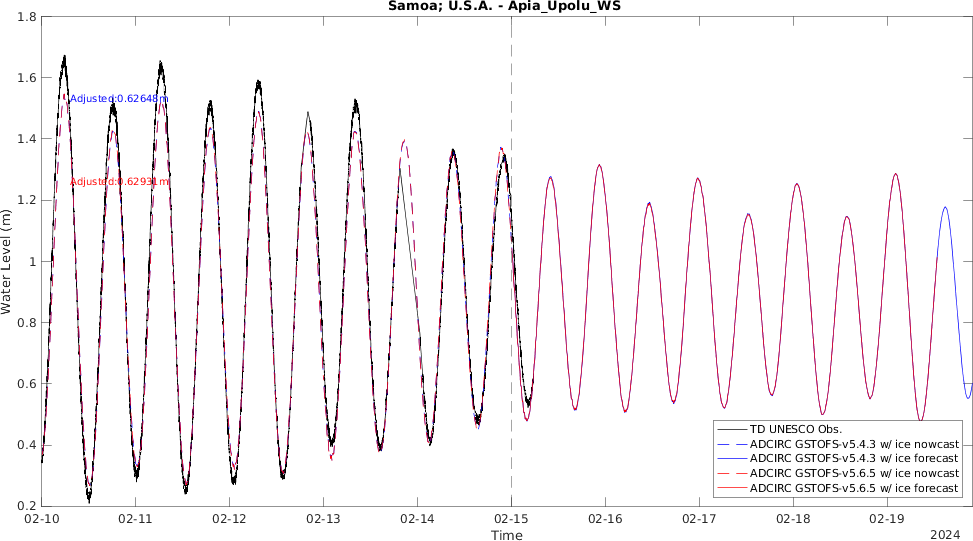 Samoa; U.S.A. - Apia_Upolu_WS
1.8
1.6
1.4
1.2
1
0.8
0.6
0.4
0.2
Water Level (m)
Adjusted:0.62648m
Adjusted:0.62931m
TD UNESCO Obs.
ADCIRC GSTOFS-v5.4.3 w/ ice nowcast
ADCIRC GSTOFS-v5.4.3 w/ ice forecast
ADCIRC GSTOFS-v5.6.5 w/ ice nowcast
ADCIRC GSTOFS-v5.6.5 w/ ice forecast
02-10 02-11 02-12 02-13 02-14 02-15 02-16 02-17 02-18 02-19
Time
2024